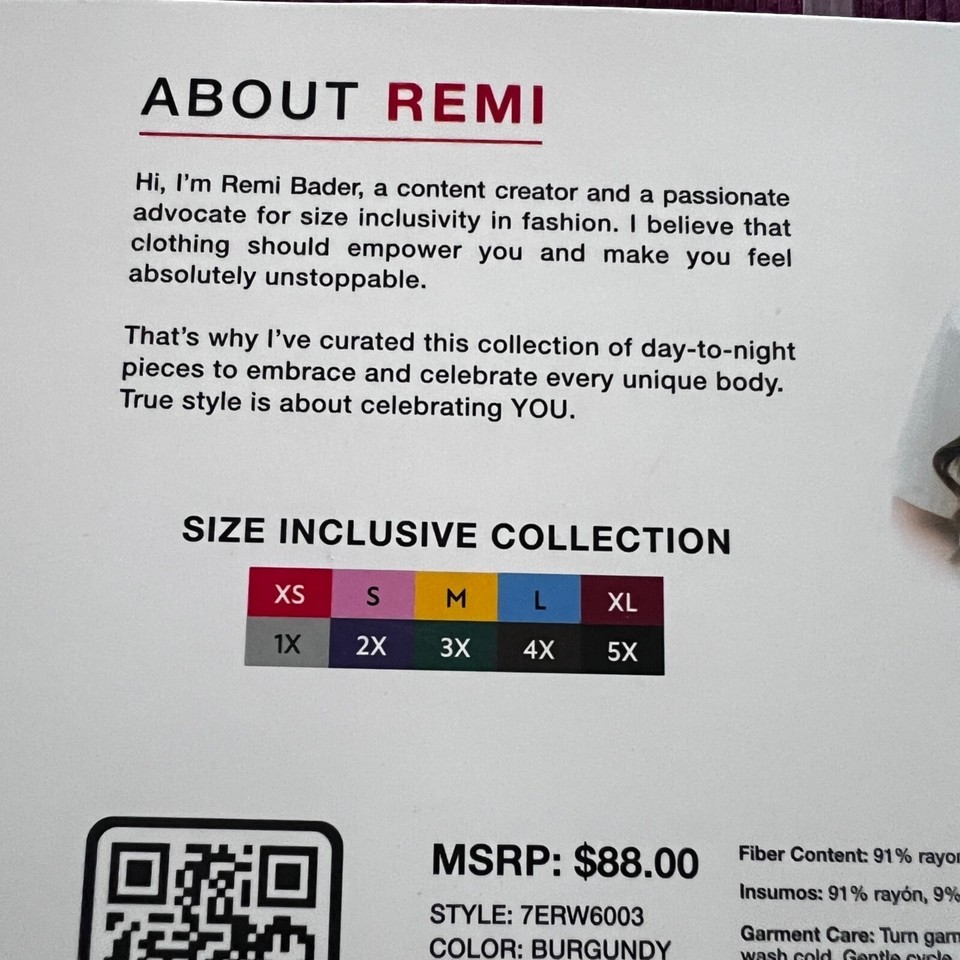 ABOUT REMI
Hi, I'm Remi Bader, a content creator and a passionate
advocate for size inclusivity in fashion. I believe that
clothing should empower you and make you feel
absolutely unstoppable.
That's why I've curated this collection of day-to-night
pieces to embrace and celebrate every unique body.
True style is about celebrating YOU.
SIZE INCLUSIVE COLLECTION
XS S M L XL
1X 2X 3X 4X 5X
MSRP: $88.00
STYLE: 7ERW6003
COLOR: BURGUNDY
Fiber Content: 91%
Insumos: 91% rayón, 9%
Garment Care: Turn
wash cold. Gentle cycle